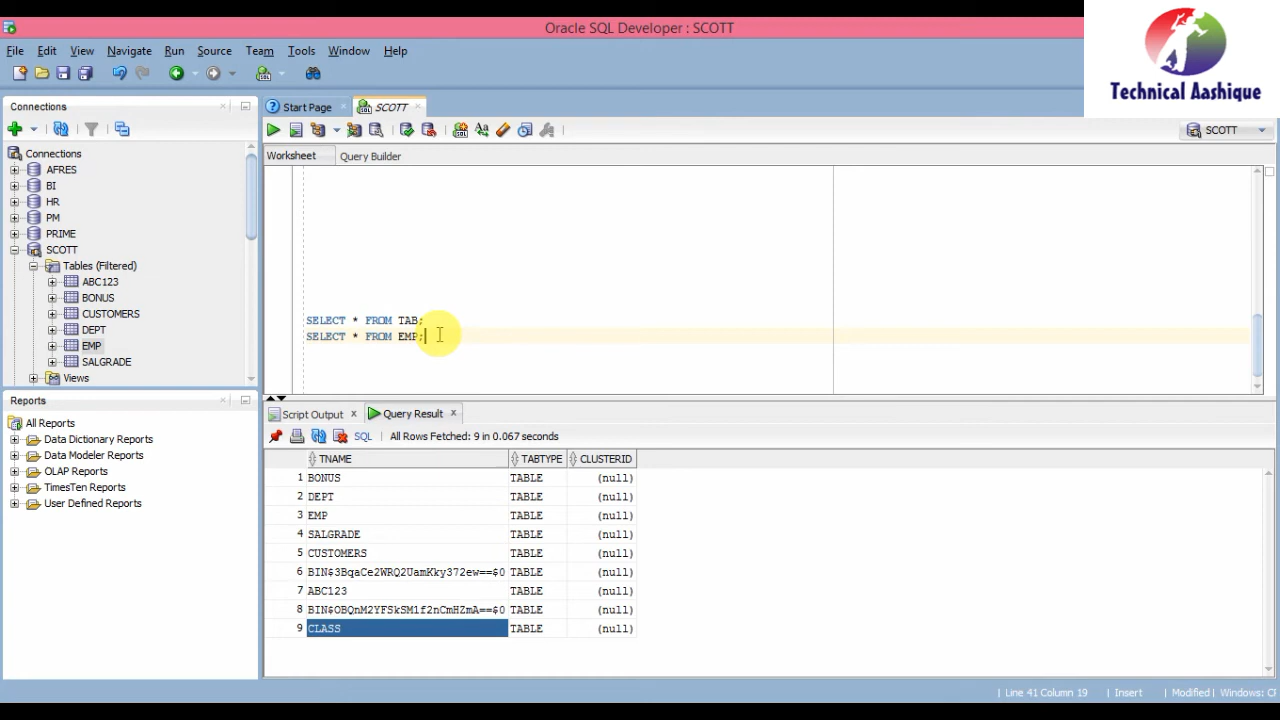 Oracle SQL Developer : SCOTT
Technical Aashique
File Edit View Navigate Run Source Team Tools Window Help
Connections
Connections
AFRES
BI
HR
PM
PRIME
SCOTT
Tables (Filtered)
ABC123
BONUS
CUSTOMERS
DEPT
EMP
SALGRADE
Views
Reports
All Reports
Data Dictionary Reports
Data Modeler Reports
OLAP Reports
TimesTen Reports
User Defined Reports
Start Page SCOTT
SCOTT
Worksheet Query Builder
SELECT * FROM TAB;
SELECT * FROM EMP;
Script Output Query Result
SQL All Rows Fetched: 9 in 0.067 seconds
TNAME TABTYPE CLUSTERID
1 BONUS TABLE (null)
2 DEPT TABLE (null)
3 EMP TABLE (null)
4 SALGRADE TABLE (null)
5 CUSTOMERS TABLE (null)
6 BIN$3BqaCe2WRQ2UamKky372ew==$0 TABLE (null)
7 ABC123 TABLE (null)
8 BIN$OBQnM2YFSkSM1f2nCmHZmA==$0 TABLE (null)
9 CLASS TABLE (null)
Line 41 Column 19 Insert Modified Windows: CF